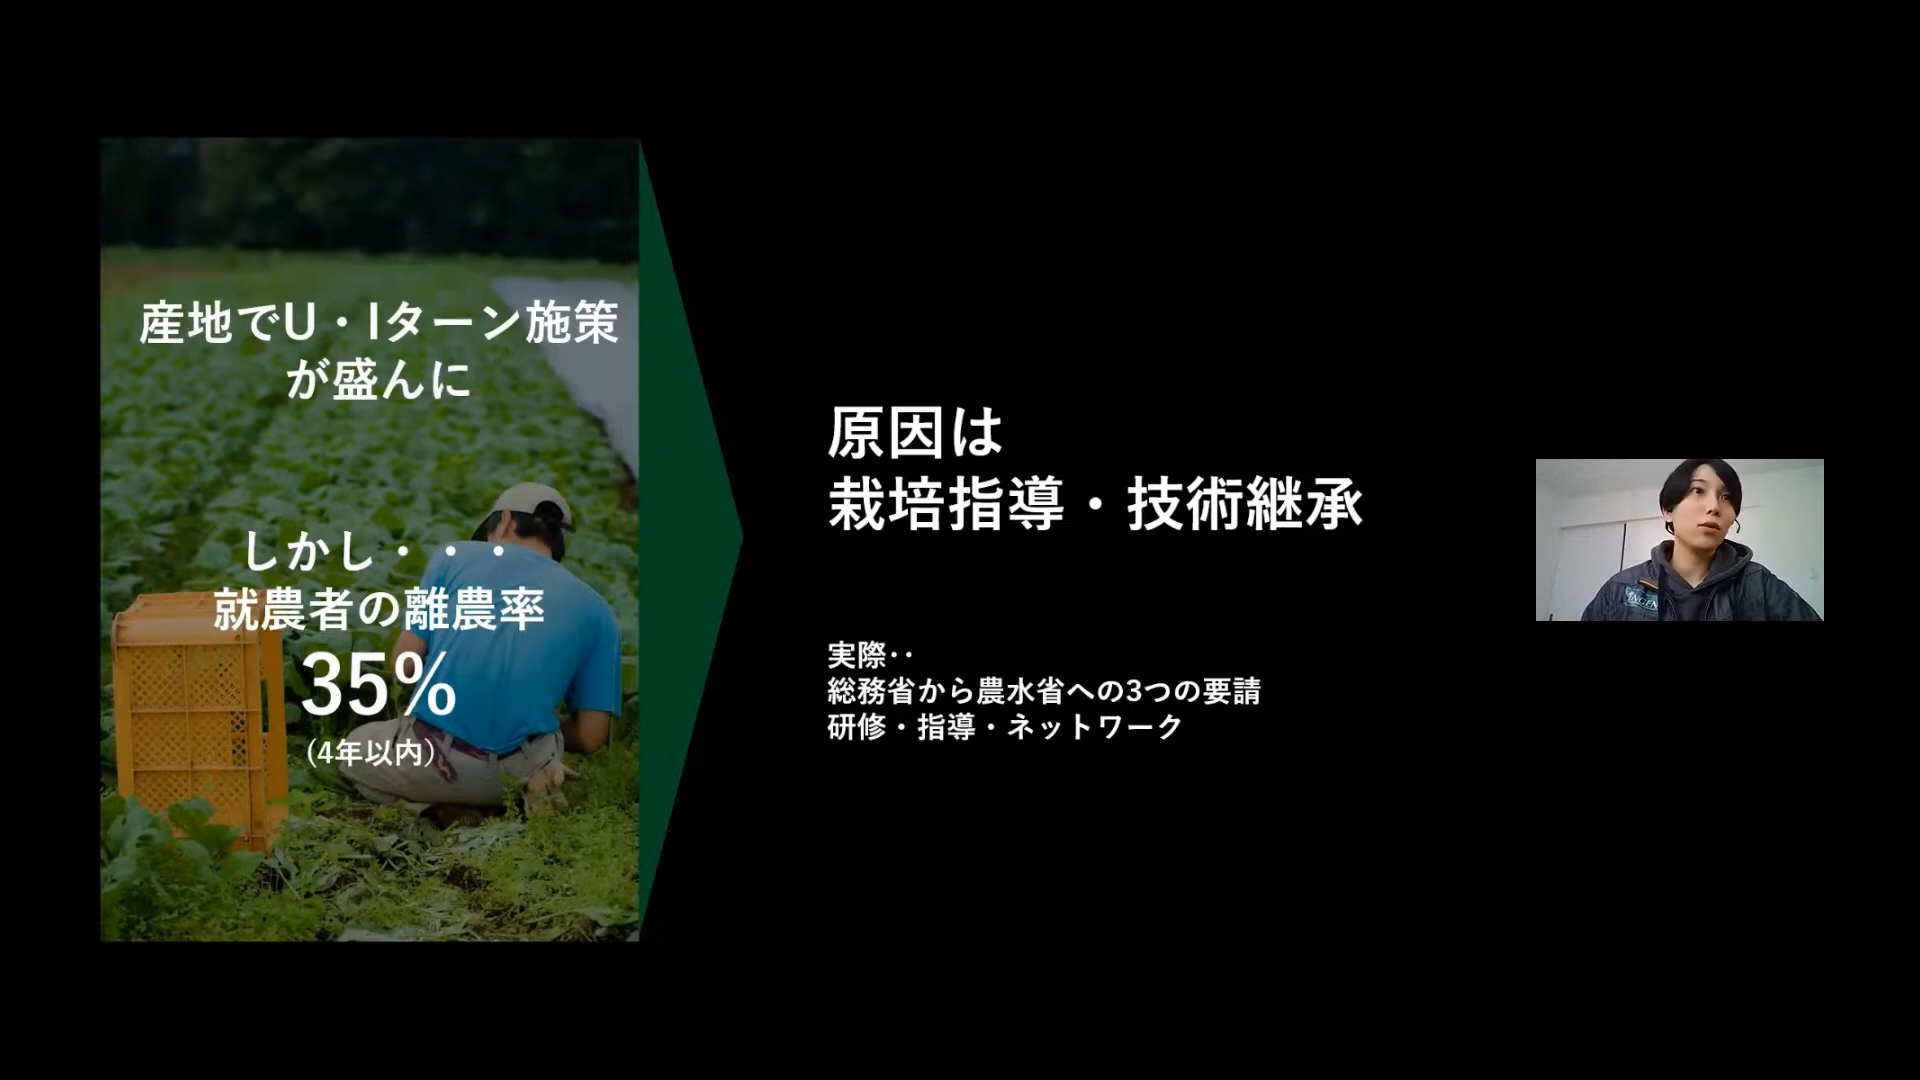 産地でU・Iターン施策
が盛んに
しかし・・・
就農者の離農率
35%
(4年以内)
原因は
栽培指導・技術継承
実際‥
総務省から農水省への3つの要請
研修・指導・ネットワーク